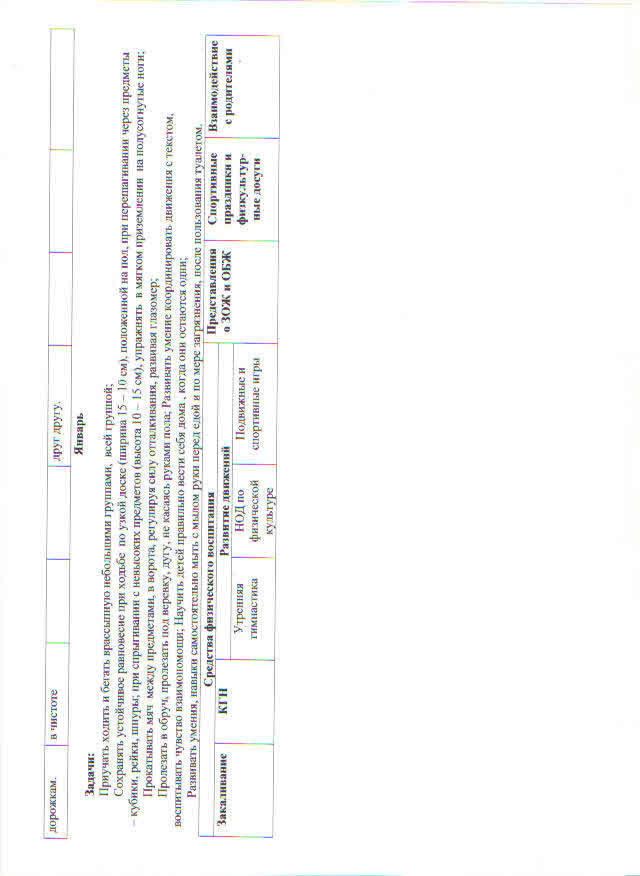 дорожкам. в чистоте друг другу.
Январь
Задачи:
Приучать ходить и бегать врассыпную небольшими группами, всей группой;
Сохранять устойчивое равновесие при ходьбе по узкой доске (ширина 15 – 10 см), положенной на пол, при перешагивании через предметы
– кубики, рейки, шнуры; при спрыгивании с невысоких предметов (высота 10 – 15 см), упражнять в мягком приземлении на полусогнутые ноги;
Прокатывать мяч между предметами, в ворота, регулируя силу отталкивания, развивая глазомер;
Пролезать в обруч, пролезать под веревку, дугу, не касаясь руками пола; Развивать умение координировать движения с текстом,
воспитывать чувство взаимопомощи; Научить детей правильно вести себя дома , когда они остаются одни;
Развивать умения, навыки самостоятельно мыть с мылом руки перед едой и по мере загрязнения, после пользования туалетом.
Средства физического воспитания
Закаливание
КГН
Развитие движений
Утренняя
гимнастика
НОД по
физической
культуре
Подвижные и
спортивные игры
Представления
о ЗОЖ и ОБЖ
Спортивные
праздники и
физкультур-
ные досуги
Взаимодействие
с родителями